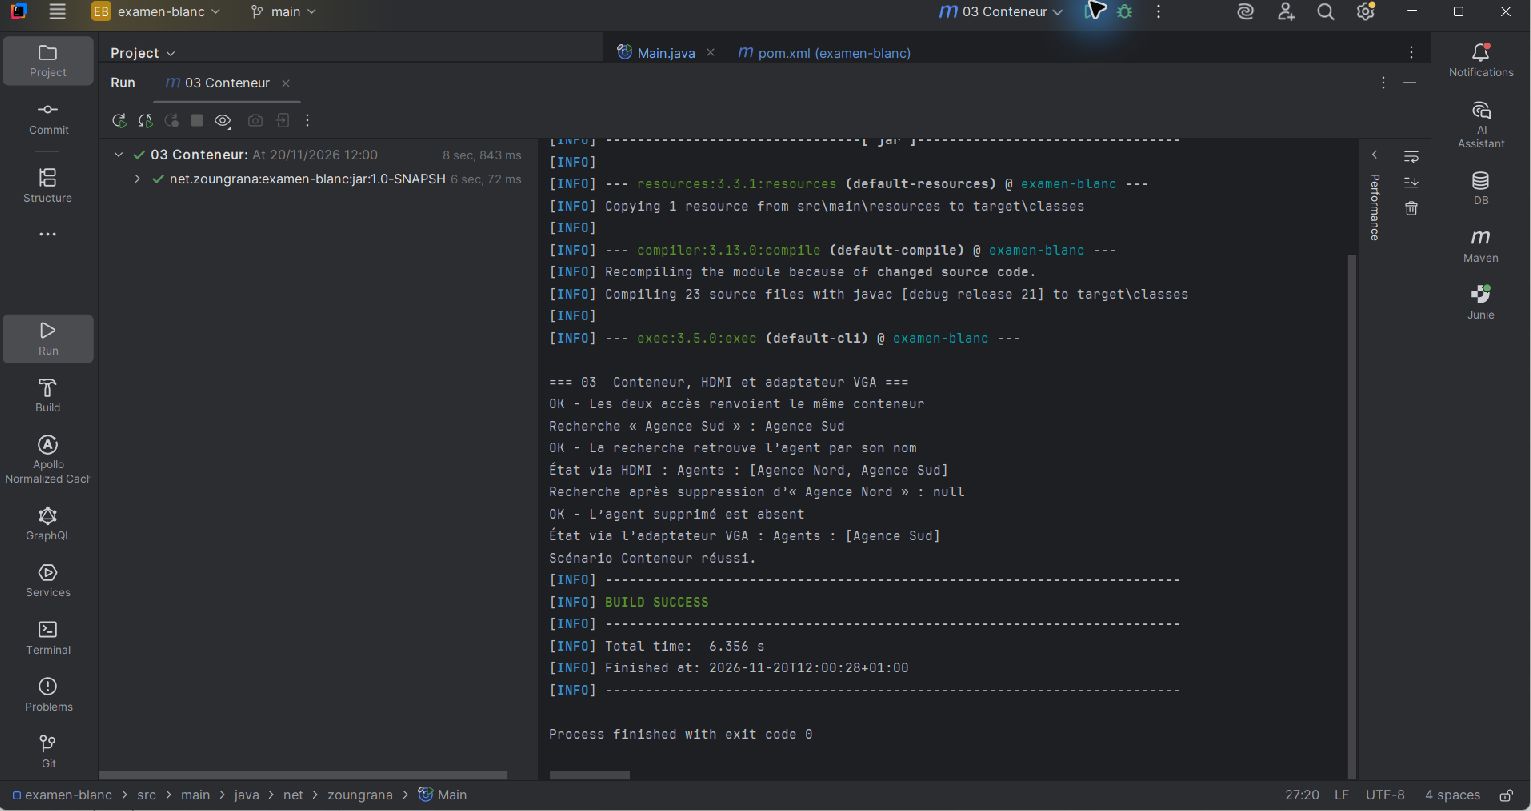 EB examen-blanc main 03 Conteneur
Project
Main.java pom.xml (examen-blanc)
Run 03 Conteneur
03 Conteneur: At 20/11/2026 12:00 8 sec, 843 ms
net.zoungrana:examen-blanc:jar:1.0-SNAPSH 6 sec, 72 ms
[INFO] --------------------------------[ jar ]---------------------------------
[INFO]
[INFO] --- resources:3.3.1:resources (default-resources) @ examen-blanc ---
[INFO] Copying 1 resource from src\main\resources to target\classes
[INFO]
[INFO] --- compiler:3.13.0:compile (default-compile) @ examen-blanc ---
[INFO] Recompiling the module because of changed source code.
[INFO] Compiling 23 source files with javac [debug release 21] to target\classes
[INFO]
[INFO] --- exec:3.5.0:exec (default-cli) @ examen-blanc ---
=== 03  Conteneur, HDMI et adaptateur VGA ===
OK - Les deux accès renvoient le même conteneur
Recherche « Agence Sud » : Agence Sud
OK - La recherche retrouve l'agent par son nom
État via HDMI : Agents : [Agence Nord, Agence Sud]
Recherche après suppression d'« Agence Nord » : null
OK - L'agent supprimé est absent
État via l'adaptateur VGA : Agents : [Agence Sud]
Scénario Conteneur réussi.
[INFO] ------------------------------------------------------------------------
[INFO] BUILD SUCCESS
[INFO] ------------------------------------------------------------------------
[INFO] Total time:  6.356 s
[INFO] Finished at: 2026-11-20T12:00:28+01:00
[INFO] ------------------------------------------------------------------------
Process finished with exit code 0
Project
Commit
Structure
Run
Build
Apollo
Normalized Cach
GraphQL
Services
Terminal
Problems
Git
Performance
Notifications
AI
Assistant
DB
Maven
Junie
examen-blanc > src > main > java > net > zoungrana > Main
27:20 LF UTF-8 4 spaces